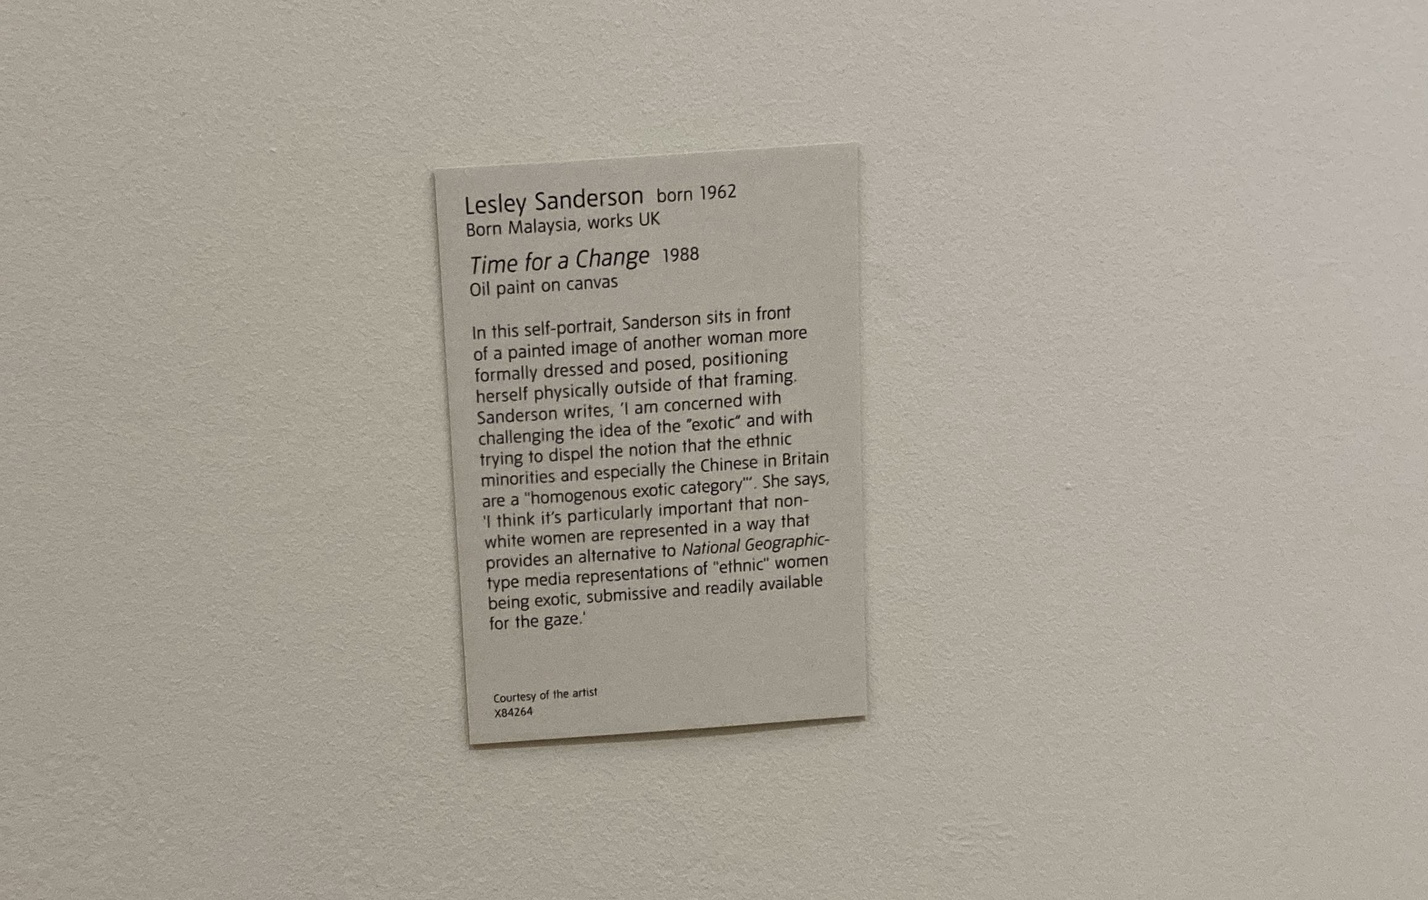 Lesley Sanderson born 1962
Born Malaysia, works UK
Time for a Change 1988
Oil paint on canvas
In this self-portrait, Sanderson sits in front
of a painted image of another woman more
formally dressed and posed, positioning
herself physically outside of that framing.
Sanderson writes, ‘I am concerned with
challenging the idea of the “exotic” and with
trying to dispel the notion that the ethnic
minorities and especially the Chinese in Britain
are a "homogenous exotic category"’. She says,
'I think it’s particularly important that non-
white women are represented in a way that
provides an alternative to National Geographic-
type media representations of "ethnic" women
being exotic, submissive and readily available
for the gaze.'
Courtesy of the artist
X84264